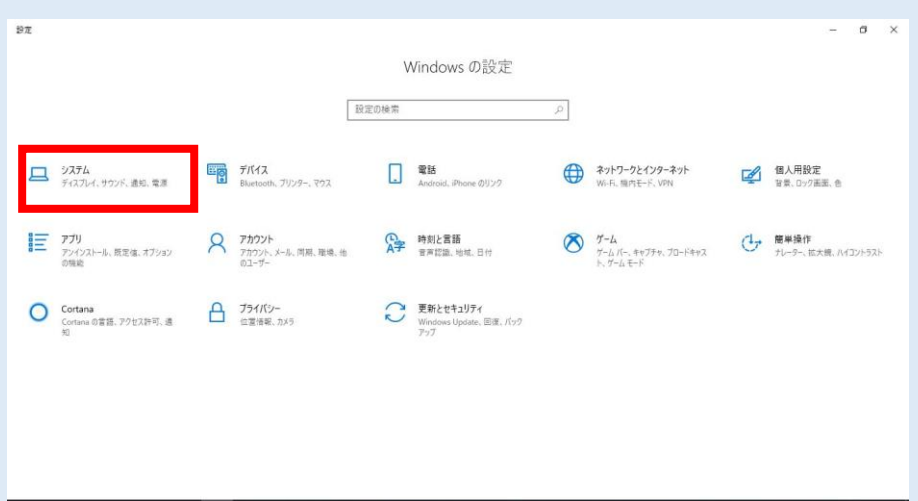 設定
Windows の設定
設定の検索
システム
ディスプレイ、サウンド、通知、電源
デバイス
Bluetooth、プリンター、マウス
電話
Android、iPhone のリンク
ネットワークとインターネット
Wi-Fi、機内モード、VPN
個人用設定
背景、ロック画面、色
アプリ
アンインストール、既定値、オプション
の機能
アカウント
アカウント、メール、同期、職場、他
のユーザー
時刻と言語
音声認識、地域、日付
ゲーム
ゲーム バー、キャプチャ、ブロードキャス
ト、ゲーム モード
簡単操作
ナレーター、拡大鏡、ハイコントラスト
Cortana
Cortana の言語、アクセス許可、通
知
プライバシー
位置情報、カメラ
更新とセキュリティ
Windows Update、回復、バック
アップ